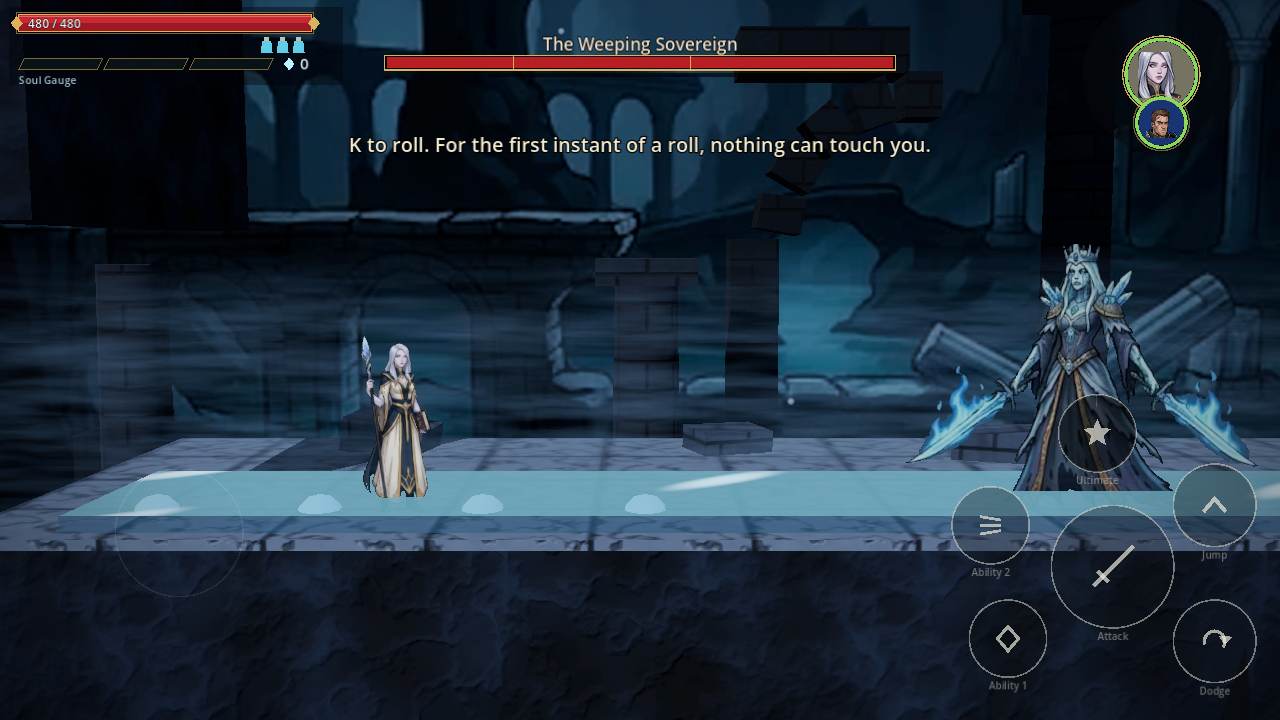 480 / 480
0
Soul Gauge
The Weeping Sovereign
K to roll. For the first instant of a roll, nothing can touch you.
Ultimate
Ability 2
Jump
Attack
Ability 1
Dodge